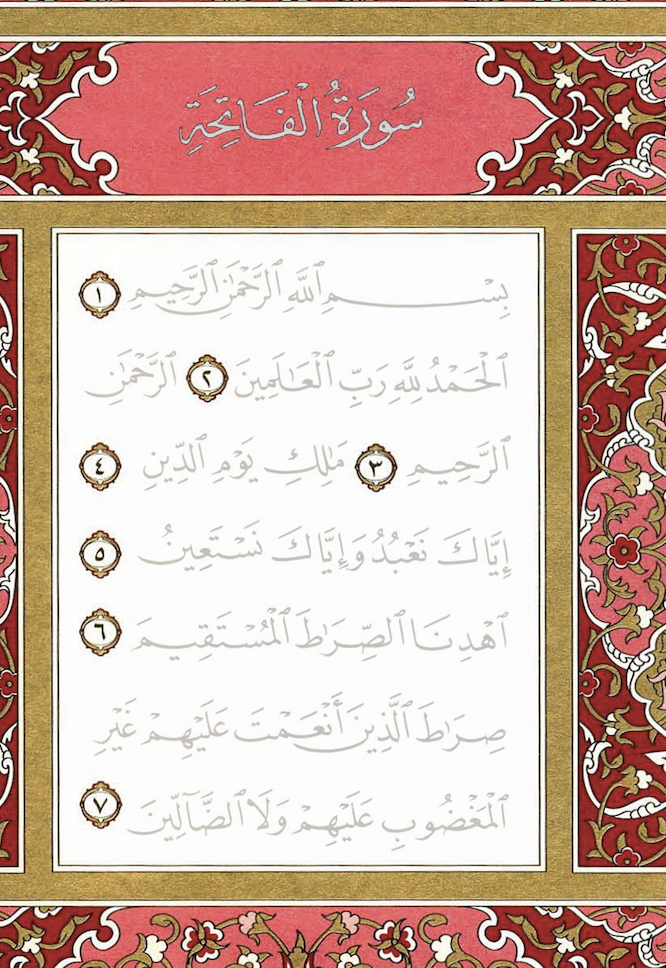 سُورَةُ الْفَاتِحَةِ
بِسْمِ ٱللَّهِ ٱلرَّحْمَٰنِ ٱلرَّحِيمِ ١
ٱلْحَمْدُ لِلَّهِ رَبِّ ٱلْعَٰلَمِينَ ٢ ٱلرَّحْمَٰنِ
ٱلرَّحِيمِ ٣ مَٰلِكِ يَوْمِ ٱلدِّينِ ٤
إِيَّاكَ نَعْبُدُ وَإِيَّاكَ نَسْتَعِينُ ٥
ٱهْدِنَا ٱلصِّرَٰطَ ٱلْمُسْتَقِيمَ ٦
صِرَٰطَ ٱلَّذِينَ أَنْعَمْتَ عَلَيْهِمْ غَيْرِ
ٱلْمَغْضُوبِ عَلَيْهِمْ وَلَا ٱلضَّآلِّينَ ٧